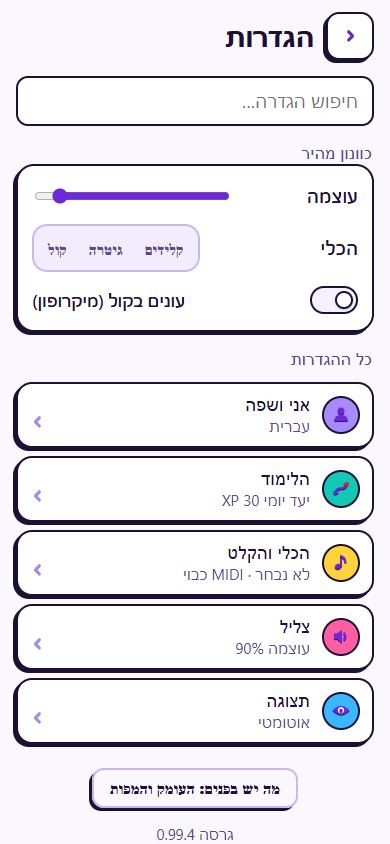 הגדרות
חיפוש הגדרה...
כוונון מהיר
עוצמה
הכלי
קלידים גיטרה קול
עונים בקול (מיקרופון)
כל ההגדרות
אני ושפה
עברית
הלימוד
יעד יומי 30 XP
הכלי והקלט
לא נבחר · MIDI כבוי
צליל
עוצמה 90%
תצוגה
אוטומטי
מה יש בפנים: העומק והמפות
גרסה 0.99.4